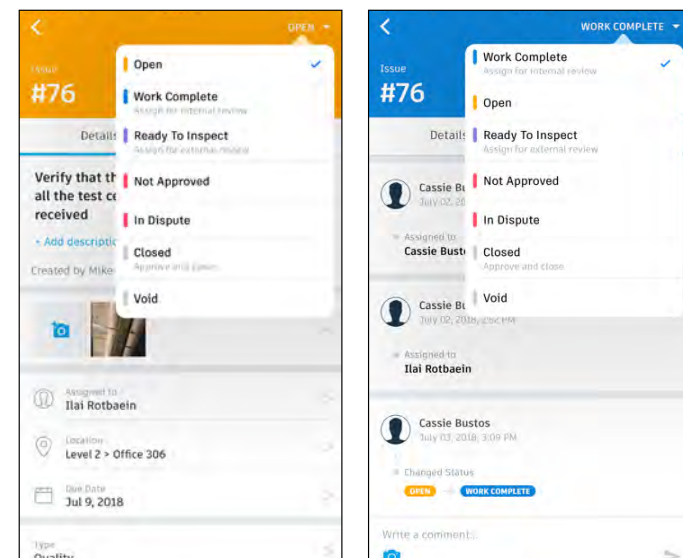 OPEN
Issue
#76
Open
Work Complete
Assign for internal review
Ready To Inspect
Assign for external review
Not Approved
In Dispute
Closed
Approve and close
Void
Details
Verify that th
all the test ce
received
+ Add descriptio
Created by Mike
Assigned to
Ilai Rotbaein
Location
Level 2 > Office 306
Due Date
Jul 9, 2018
Type
Quality
WORK COMPLETE
Issue
#76
Work Complete
Assign for internal review
Open
Ready To Inspect
Assign for external review
Not Approved
In Dispute
Closed
Approve and close
Void
Details
Cassie Bu
July 02, 20
Assigned to
Cassie Busto
Cassie Bu
July 02, 2018, 2:52 PM
Assigned to
Ilai Rotbaein
Cassie Bustos
July 03, 2018, 3:09 PM
Changed Status
OPEN → WORK COMPLETE
Write a comment...